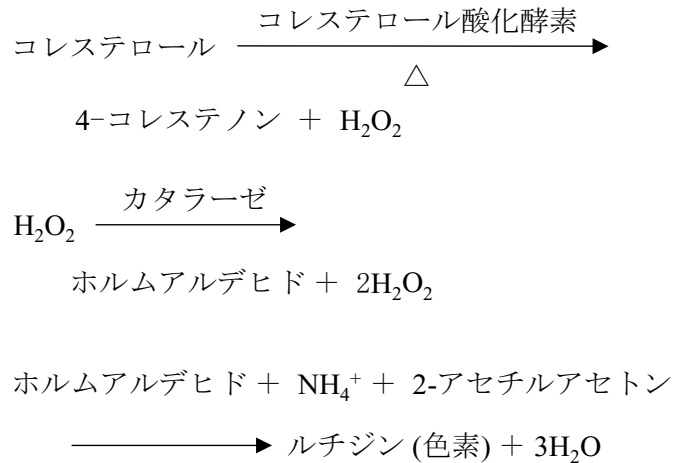 コレステロール酸化酵素
コレステロール
△
4-コレステノン + H₂O₂
カタラーゼ
H₂O₂
ホルムアルデヒド + 2H₂O₂
ホルムアルデヒド + NH₄⁺ + 2-アセチルアセトン
ルチジン (色素) + 3H₂O